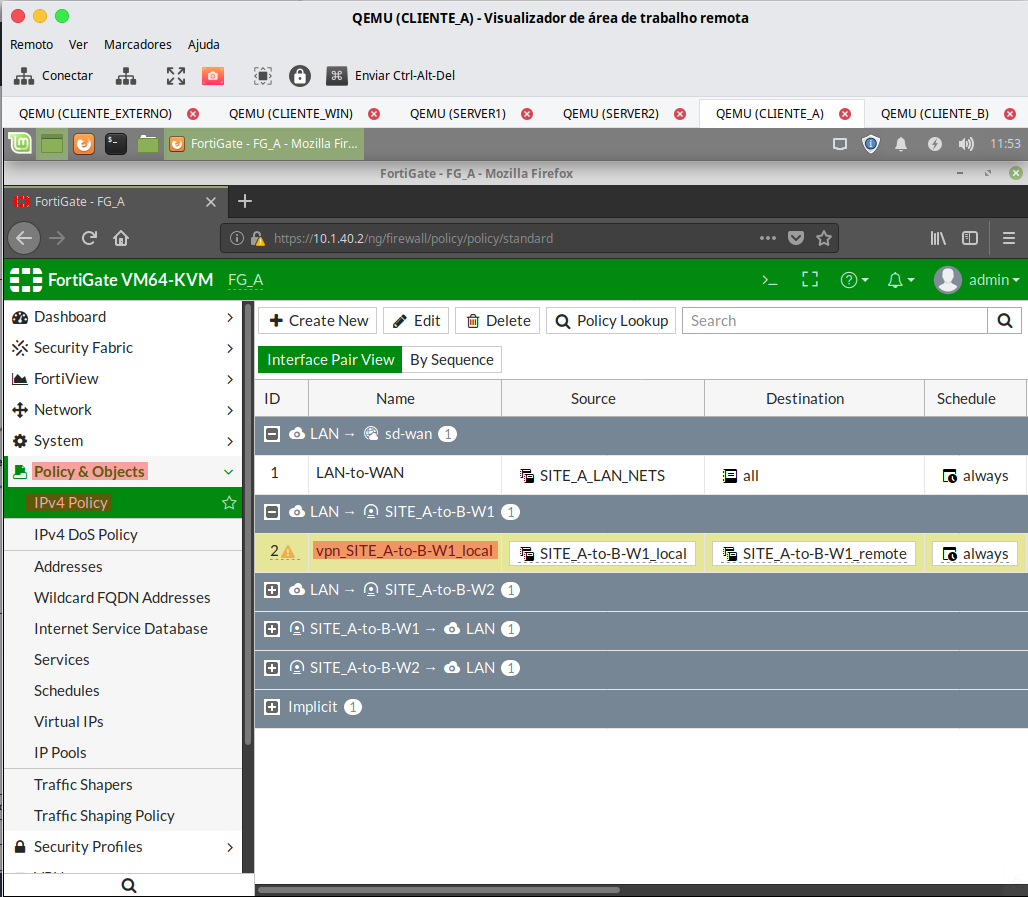 QEMU (CLIENTE_A) - Visualizador de área de trabalho remota
Remoto Ver Marcadores Ajuda
Conectar Enviar Ctrl-Alt-Del
QEMU (CLIENTE_EXTERNO) QEMU (CLIENTE_WIN) QEMU (SERVER1) QEMU (SERVER2) QEMU (CLIENTE_A) QEMU (CLIENTE_B)
FortiGate - FG_A - Mozilla Fir... 11:53
FortiGate - FG_A - Mozilla Firefox
FortiGate - FG_A
https://10.1.40.2/ng/firewall/policy/policy/standard
FortiGate VM64-KVM FG_A >_ admin
Dashboard
Security Fabric
FortiView
Network
System
Policy & Objects
IPv4 Policy
IPv4 DoS Policy
Addresses
Wildcard FQDN Addresses
Internet Service Database
Services
Schedules
Virtual IPs
IP Pools
Traffic Shapers
Traffic Shaping Policy
Security Profiles
Create New Edit Delete Policy Lookup Search
Interface Pair View By Sequence
ID Name Source Destination Schedule
LAN → sd-wan 1
1 LAN-to-WAN SITE_A_LAN_NETS all always
LAN → SITE_A-to-B-W1 1
2 vpn_SITE_A-to-B-W1_local SITE_A-to-B-W1_local SITE_A-to-B-W1_remote always
LAN → SITE_A-to-B-W2 1
SITE_A-to-B-W1 → LAN 1
SITE_A-to-B-W2 → LAN 1
Implicit 1